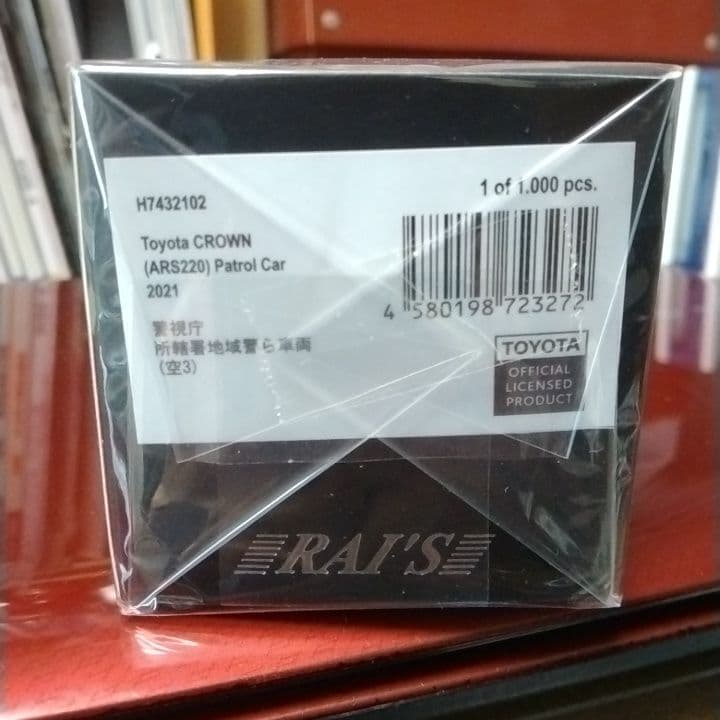 H7432102
1 of 1.000 pcs.
Toyota CROWN
(ARS220) Patrol Car
2021
4 580198 723272
警視庁
所轄署地域警ら車両
(空3)
TOYOTA
OFFICIAL
LICENSED
PRODUCT
RAI'S